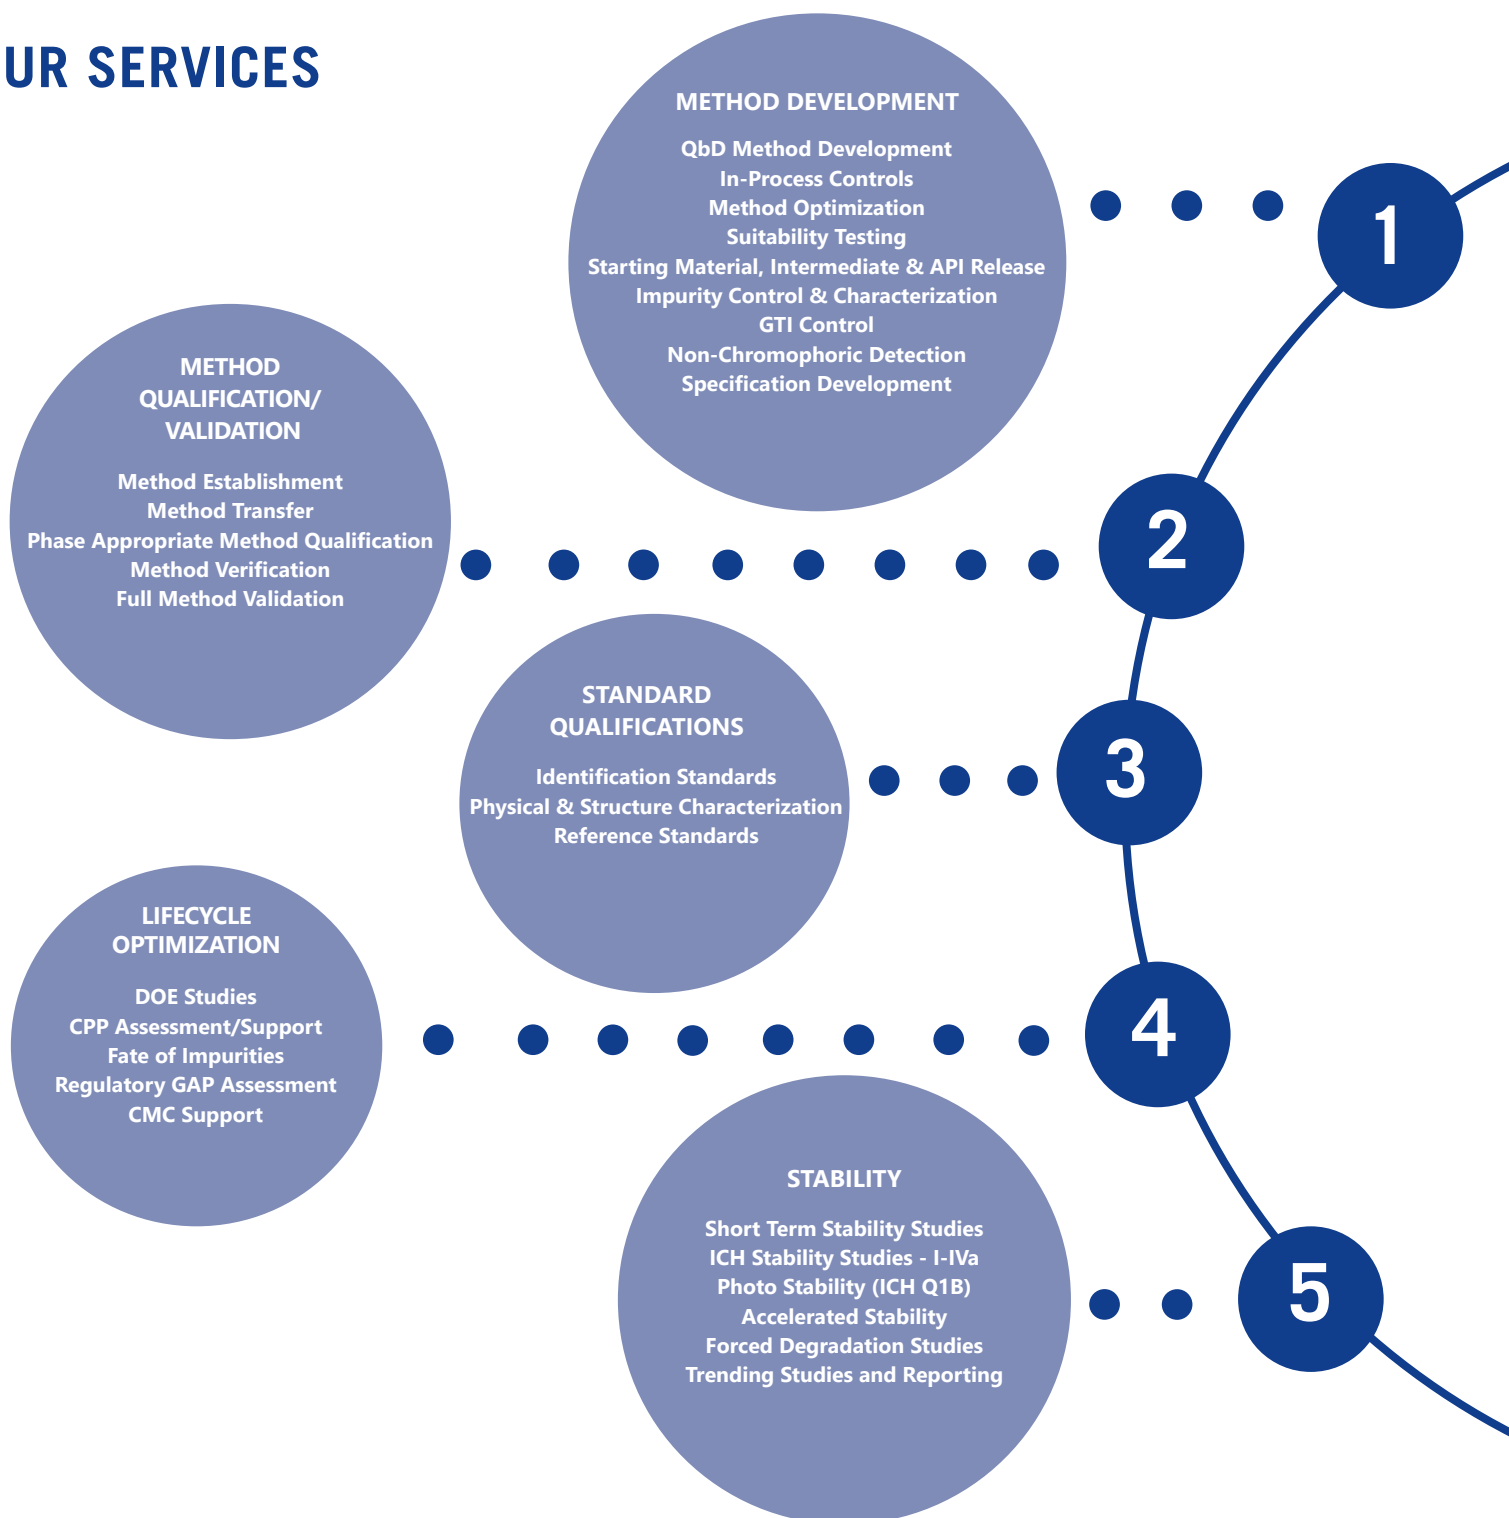 UR SERVICES
METHOD DEVELOPMENT
QbD Method Development
In-Process Controls
Method Optimization
Suitability Testing
Starting Material, Intermediate & API Release
Impurity Control & Characterization
GTI Control
Non-Chromophoric Detection
Specification Development
1
METHOD
QUALIFICATION/
VALIDATION
Method Establishment
Method Transfer
Phase Appropriate Method Qualification
Method Verification
Full Method Validation
2
STANDARD
QUALIFICATIONS
Identification Standards
Physical & Structure Characterization
Reference Standards
3
LIFECYCLE
OPTIMIZATION
DOE Studies
CPP Assessment/Support
Fate of Impurities
Regulatory GAP Assessment
CMC Support
4
STABILITY
Short Term Stability Studies
ICH Stability Studies - I-IVa
Photo Stability (ICH Q1B)
Accelerated Stability
Forced Degradation Studies
Trending Studies and Reporting
5